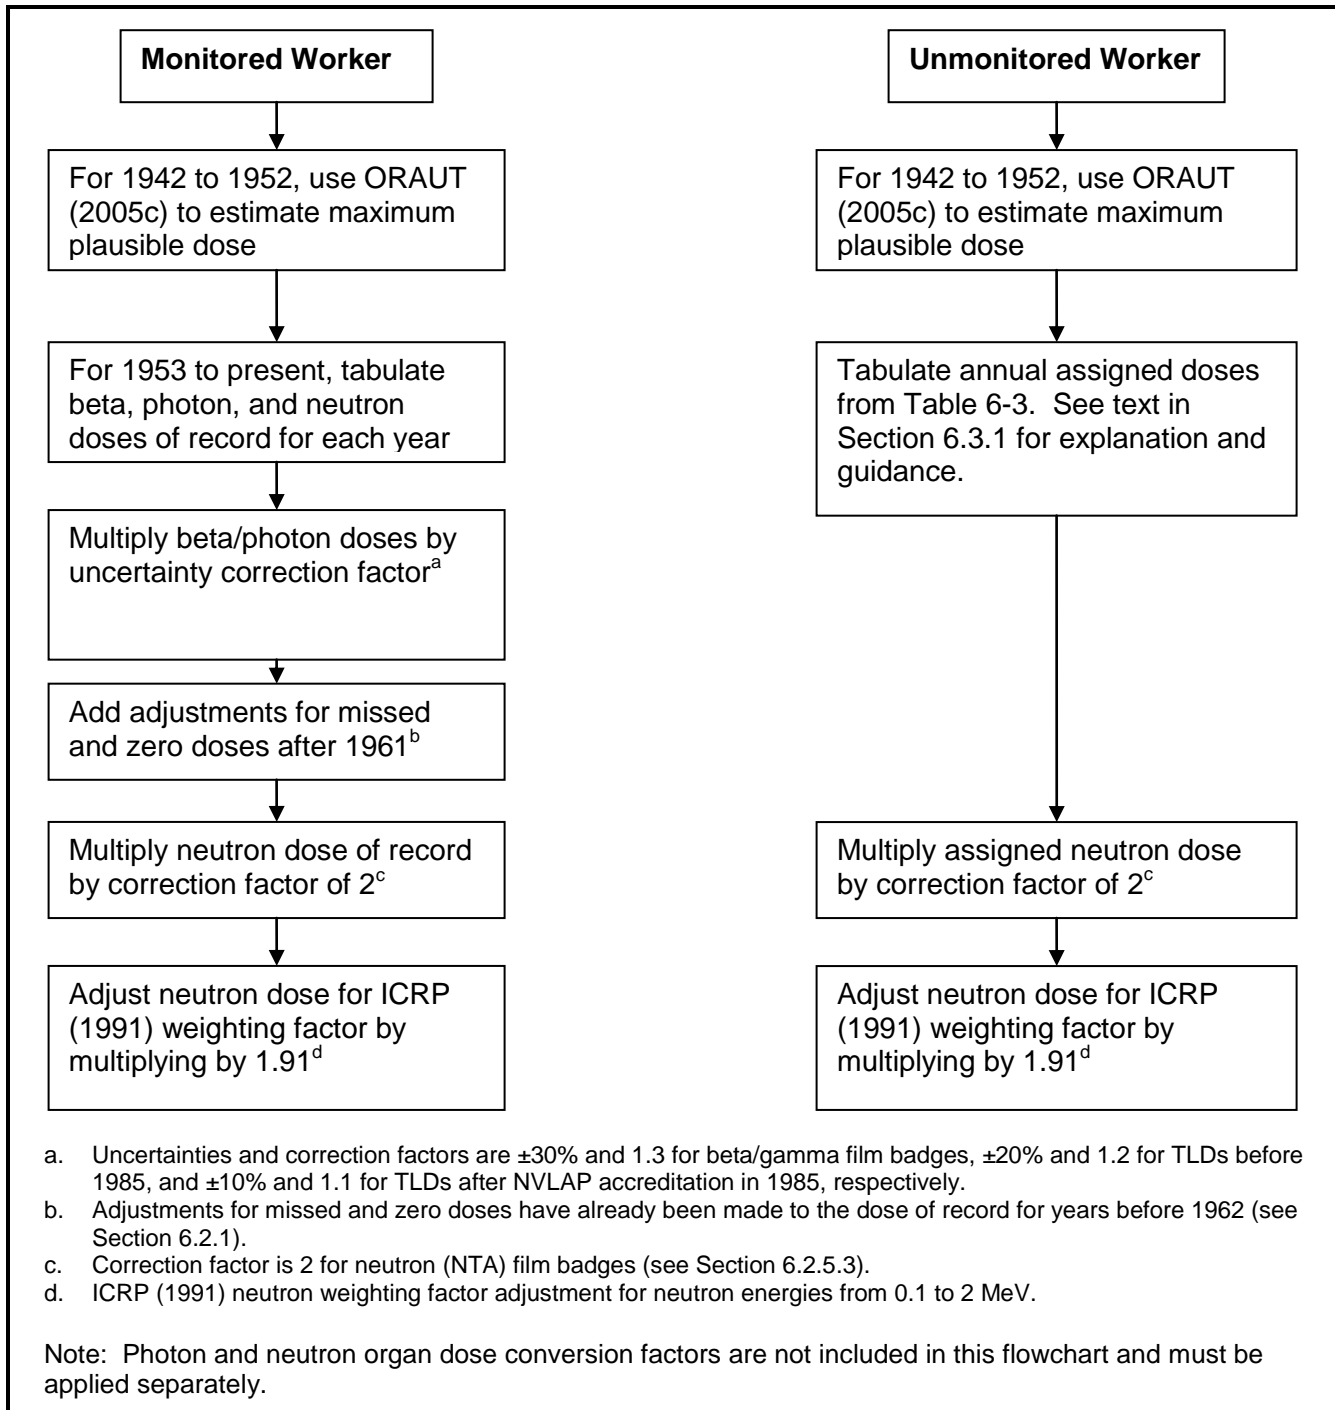 Monitored Worker
For 1942 to 1952, use ORAUT
(2005c) to estimate maximum
plausible dose
For 1953 to present, tabulate
beta, photon, and neutron
doses of record for each year
Multiply beta/photon doses by
uncertainty correction factorᵃ
Add adjustments for missed
and zero doses after 1961ᵇ
Multiply neutron dose of record
by correction factor of 2ᶜ
Adjust neutron dose for ICRP
(1991) weighting factor by
multiplying by 1.91ᵈ
Unmonitored Worker
For 1942 to 1952, use ORAUT
(2005c) to estimate maximum
plausible dose
Tabulate annual assigned doses
from Table 6-3.  See text in
Section 6.3.1 for explanation and
guidance.
Multiply assigned neutron dose
by correction factor of 2ᶜ
Adjust neutron dose for ICRP
(1991) weighting factor by
multiplying by 1.91ᵈ
a. Uncertainties and correction factors are ±30% and 1.3 for beta/gamma film badges, ±20% and 1.2 for TLDs before
1985, and ±10% and 1.1 for TLDs after NVLAP accreditation in 1985, respectively.
b. Adjustments for missed and zero doses have already been made to the dose of record for years before 1962 (see
Section 6.2.1).
c. Correction factor is 2 for neutron (NTA) film badges (see Section 6.2.5.3).
d. ICRP (1991) neutron weighting factor adjustment for neutron energies from 0.1 to 2 MeV.
Note:  Photon and neutron organ dose conversion factors are not included in this flowchart and must be
applied separately.